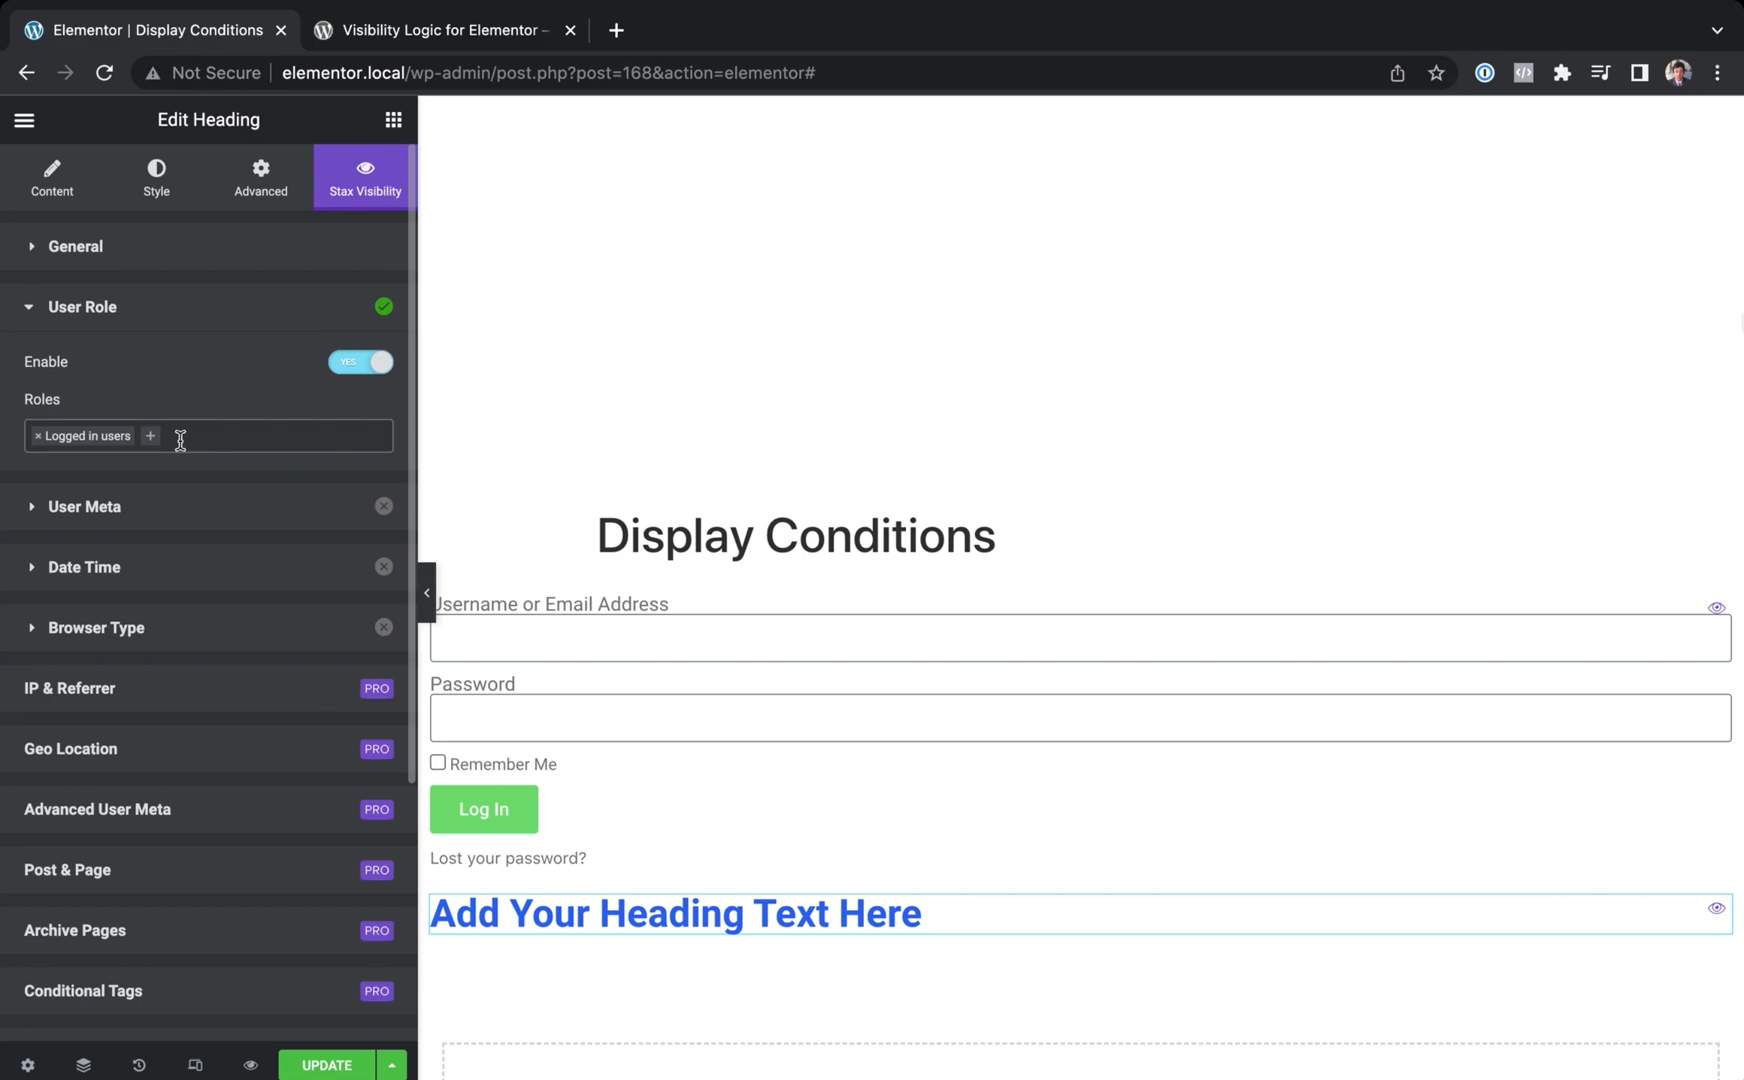 Elementor | Display Conditions
Visibility Logic for Elementor –
Not Secure
elementor.local/wp-admin/post.php?post=168&action=elementor#
Edit Heading
Content
Style
Advanced
Stax Visibility
General
User Role
Enable
YES
Roles
× Logged in users +
User Meta
Date Time
Browser Type
IP & Referrer PRO
Geo Location PRO
Advanced User Meta PRO
Post & Page PRO
Archive Pages PRO
Conditional Tags PRO
UPDATE
Display Conditions
Username or Email Address
Password
Remember Me
Log In
Lost your password?
Add Your Heading Text Here